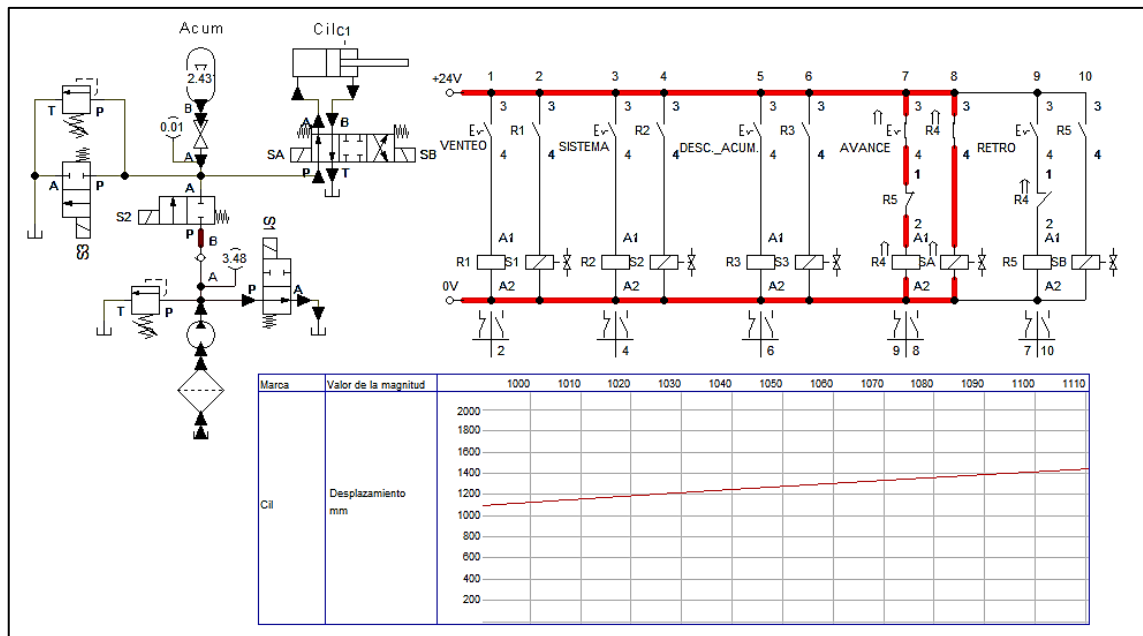 Acum
Cil C1
2.43
B
T P
0.01
A B
A
SA SB
P T
A P
A
S2
S3
P
B
S1
3.48
A
T P
P A
1 2 3 4 5 6 7 8 9 10
+24V
3 3 3 3 3 3 3 3 3 3
E R1 E R2 E R3 E R4 E R5
VENTEO SISTEMA DESC._ACUM. AVANCE RETRO
4 4 4 4 4 4 4 4 4 4
1 1
R5 R4
2 2
A1 A1 A1 A1 A1
R1 S1 R2 S2 R3 S3 R4 SA R5 SB
A2 A2 A2 A2 A2
0V
2 4 6 9 8 7 10
Marca Valor de la magnitud 1000 1010 1020 1030 1040 1050 1060 1070 1080 1090 1100 1110
2000
1800
1600
1400
1200
1000
800
600
400
200
Cil
Desplazamiento
mm